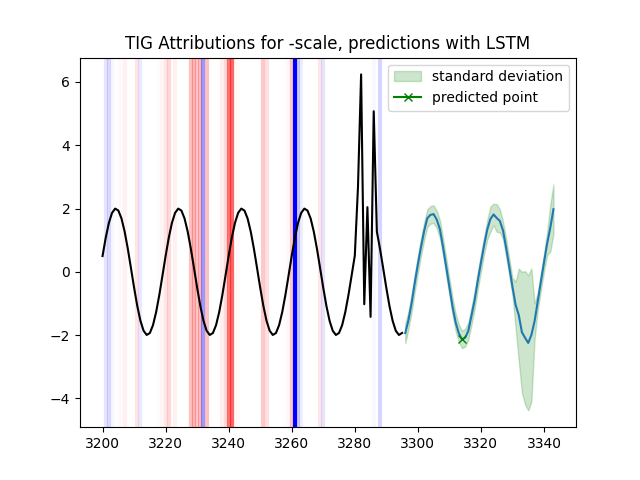 TIG Attributions for -scale, predictions with LSTM
standard deviation
predicted point
6
4
2
0
−2
−4
3200 3220 3240 3260 3280 3300 3320 3340